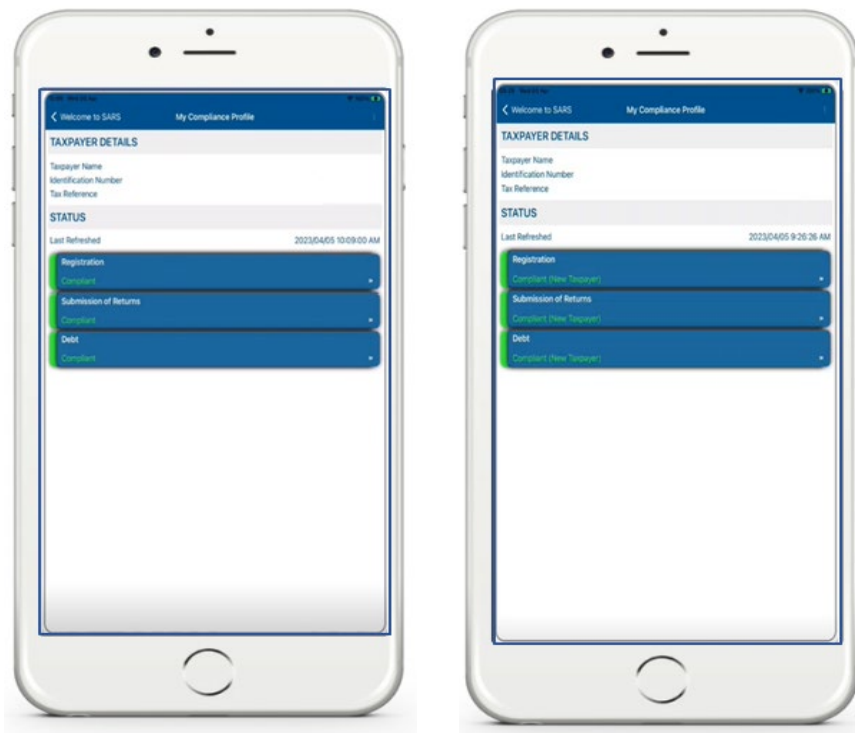 Welcome to SARS
My Compliance Profile
TAXPAYER DETAILS
Taxpayer Name
Identification Number
Tax Reference
STATUS
Last Refreshed 2023/04/05 10:09:00 AM
Registration
Compliant
Submission of Returns
Compliant
Debt
Compliant
Welcome to SARS
My Compliance Profile
TAXPAYER DETAILS
Taxpayer Name
Identification Number
Tax Reference
STATUS
Last Refreshed 2023/04/05 9:26:26 AM
Registration
Compliant (New Taxpayer)
Submission of Returns
Compliant (New Taxpayer)
Debt
Compliant (New Taxpayer)